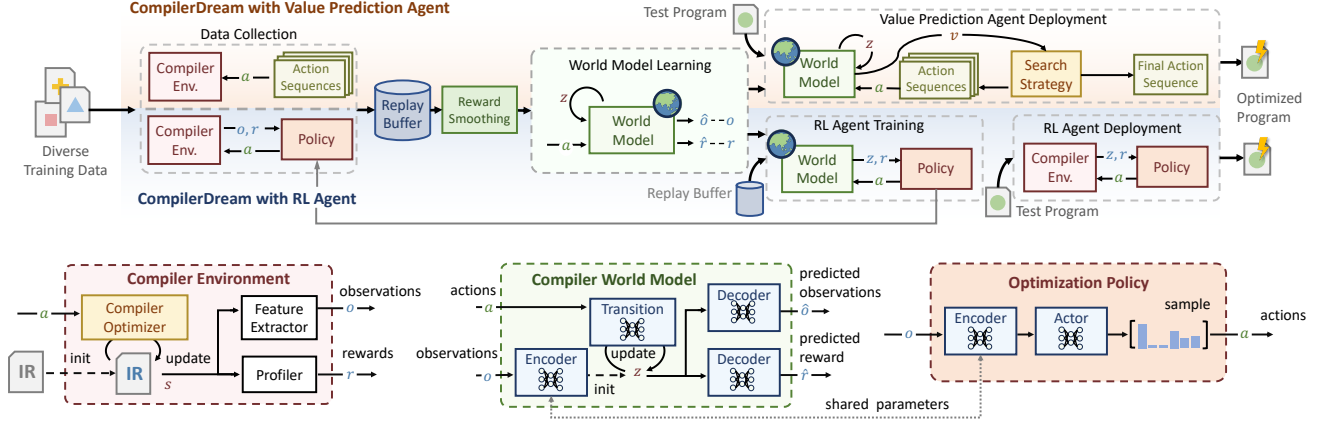 CompilerDream with Value Prediction Agent
Data Collection
Compiler
Env.
a
Action
Sequences
Compiler
Env.
o, r
a
Policy
Diverse
Training Data
CompilerDream with RL Agent
Replay
Buffer
Reward
Smoothing
World Model Learning
z
a
World
Model
ô -- o
r̂ -- r
Test Program
Value Prediction Agent Deployment
World
Model
z
v
a
Action
Sequences
Search
Strategy
Final Action
Sequence
Optimized
Program
RL Agent Training
World
Model
z, r
a
Policy
Replay Buffer
RL Agent Deployment
Compiler
Env.
z, r
a
Policy
Test Program
Compiler Environment
a
Compiler
Optimizer
init
update
IR
IR
s
Feature
Extractor
Profiler
observations
o
rewards
r
Compiler World Model
actions
a
Transition
update
observations
o
Encoder
init
z
Decoder
Decoder
predicted
observations
ô
predicted
reward
r̂
shared parameters
Optimization Policy
o
Encoder
Actor
sample
actions
a